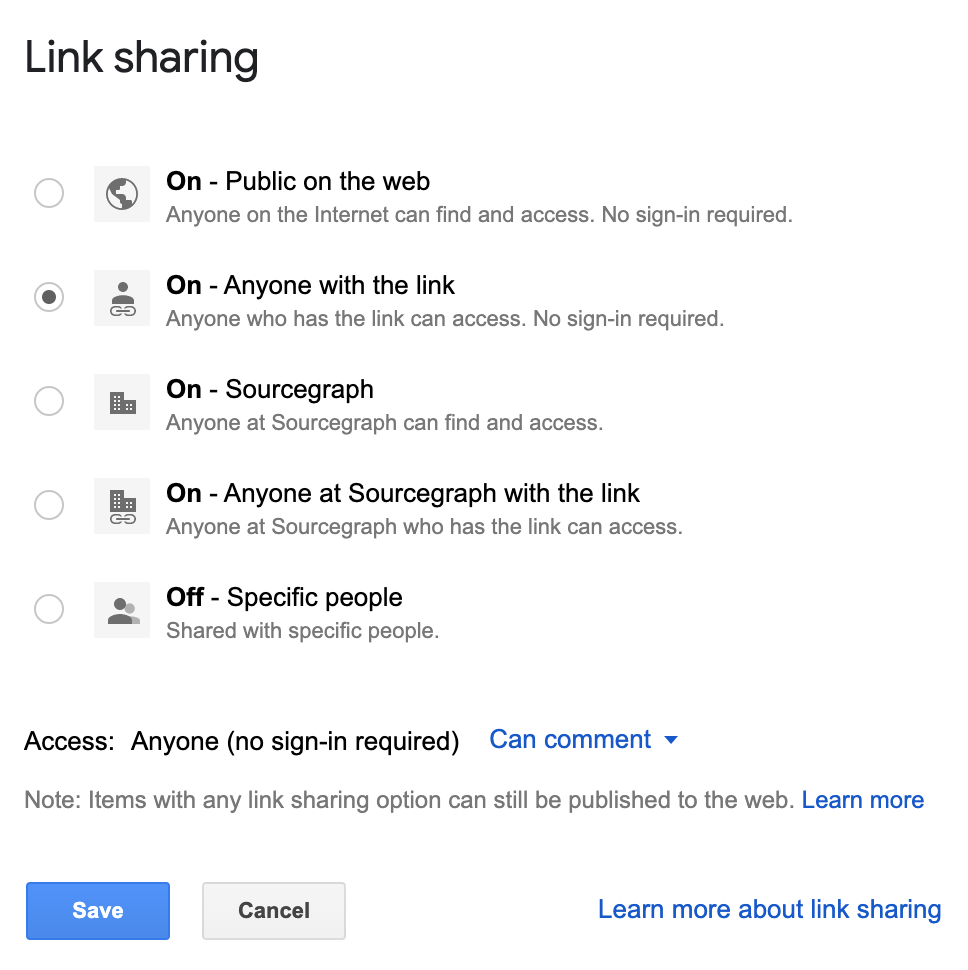 Link sharing
On - Public on the web
Anyone on the Internet can find and access. No sign-in required.
On - Anyone with the link
Anyone who has the link can access. No sign-in required.
On - Sourcegraph
Anyone at Sourcegraph can find and access.
On - Anyone at Sourcegraph with the link
Anyone at Sourcegraph who has the link can access.
Off - Specific people
Shared with specific people.
Access: Anyone (no sign-in required) Can comment
Note: Items with any link sharing option can still be published to the web. Learn more
Save Cancel Learn more about link sharing